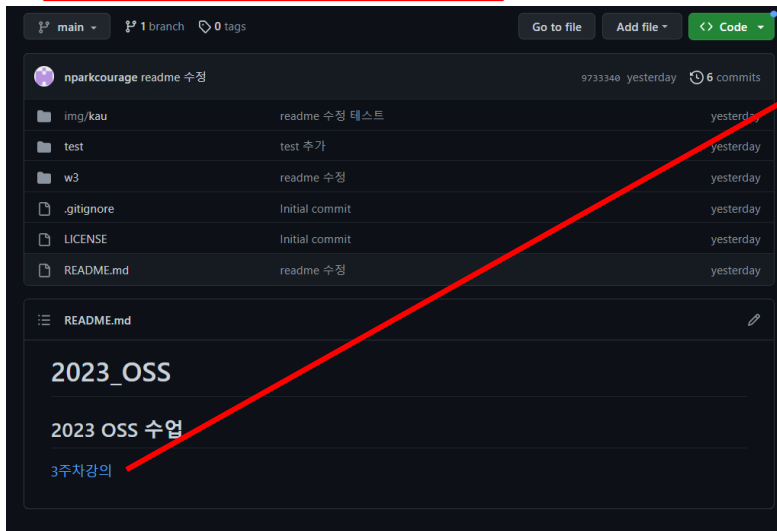 main 1 branch 0 tags Go to file Add file <> Code
nparkcourage readme 수정 9733340 yesterday 6 commits
img/kau readme 수정 테스트 yesterday
test test 추가 yesterday
w3 readme 수정 yesterday
.gitignore Initial commit yesterday
LICENSE Initial commit yesterday
README.md readme 수정 yesterday
README.md
2023_OSS
2023 OSS 수업
3주차강의